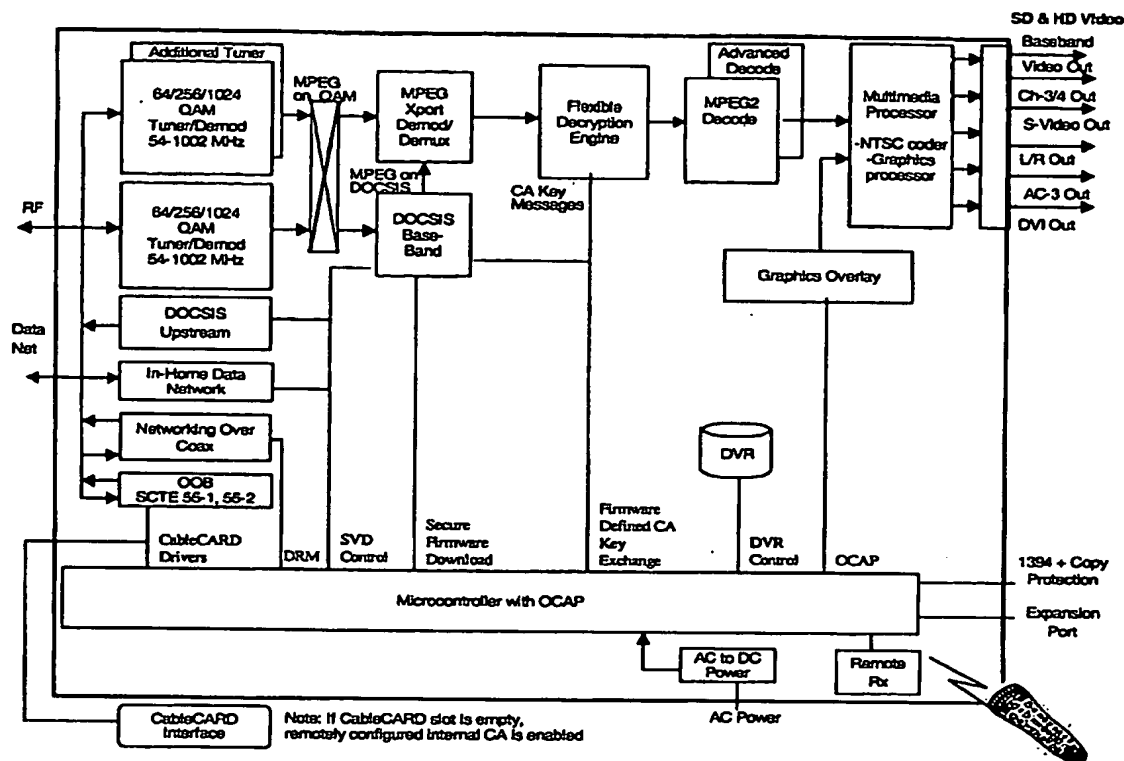 SD & HD Video
Baseband
Video Out
Ch-3/4 Out
S-Video Out
L/R Out
AC-3 Out
DVI Out
Additional Tuner
64/256/1024
QAM
Tuner/Demod
54-1002 MHz
MPEG
on QAM
MPEG
Xport
Demod/
Demux
Flexible
Decryption
Engine
Advanced
Decode
MPEG2
Decode
Multimedia
Processor
-NTSC coder
-Graphics
processor
RF
64/256/1024
QAM
Tuner/Demod
54-1002 MHz
MPEG on
DOCSIS
DOCSIS
Base-
Band
CA Key
Messages
Graphics Overlay
Data
Net
DOCSIS
Upstream
In-Home Data
Network
Networking Over
Coax
OOB
SCTE 55-1, 55-2
DVR
CableCARD
Drivers
DRM
SVD
Control
Secure
Firmware
Download
Firmware
Defined CA
Key
Exchange
DVR
Control
OCAP
Microcontroller with OCAP
1394 + Copy
Protection
Expansion
Port
AC to DC
Power
Remote
Rx
AC Power
CableCARD
Interface
Note: If CableCARD slot is empty,
remotely configured internal CA is enabled